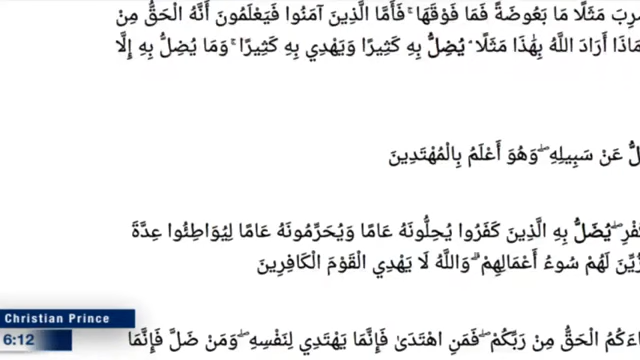 مَثَلًا مَا بَعُوضَةً فَمَا فَوْقَهَا ۚ فَأَمَّا الَّذِينَ آمَنُوا فَيَعْلَمُونَ أَنَّهُ الْحَقُّ مِنْ
أَرَادَ اللَّهُ بِهَٰذَا مَثَلًا ۘ يُضِلُّ بِهِ كَثِيرًا وَيَهْدِي بِهِ كَثِيرًا ۚ وَمَا يُضِلُّ بِهِ إِلَّا
عَنْ سَبِيلِهِ ۖ وَهُوَ أَعْلَمُ بِالْمُهْتَدِينَ
يُضَلُّ بِهِ الَّذِينَ كَفَرُوا يُحِلُّونَهُ عَامًا وَيُحَرِّمُونَهُ عَامًا لِيُوَاطِئُوا عِدَّةَ
لَهُمْ سُوءُ أَعْمَالِهِمْ ۗ وَاللَّهُ لَا يَهْدِي الْقَوْمَ الْكَافِرِينَ
الْحَقُّ مِنْ رَبِّكُمْ ۖ فَمَنِ اهْتَدَىٰ فَإِنَّمَا يَهْتَدِي لِنَفْسِهِ ۖ وَمَنْ ضَلَّ فَإِنَّمَا
Christian Prince
6:12